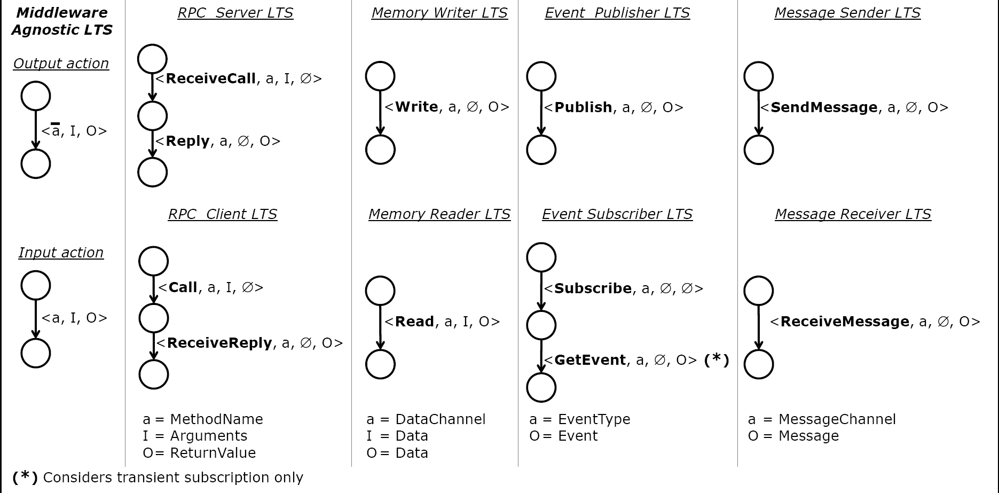 Middleware
Agnostic LTS
Output action
<a̅, I, O>
Input action
<a, I, O>
RPC Server LTS
<ReceiveCall, a, I, ∅>
<Reply, a, ∅, O>
RPC Client LTS
<Call, a, I, ∅>
<ReceiveReply, a, ∅, O>
a = MethodName
I = Arguments
O= ReturnValue
Memory Writer LTS
<Write, a, ∅, O>
Memory Reader LTS
<Read, a, I, O>
a = DataChannel
I = Data
O = Data
Event Publisher LTS
<Publish, a, ∅, O>
Event Subscriber LTS
<Subscribe, a, ∅, ∅>
<GetEvent, a, ∅, O> (*)
a = EventType
O = Event
Message Sender LTS
<SendMessage, a, ∅, O>
Message Receiver LTS
<ReceiveMessage, a, ∅, O>
a = MessageChannel
O = Message
(*) Considers transient subscription only